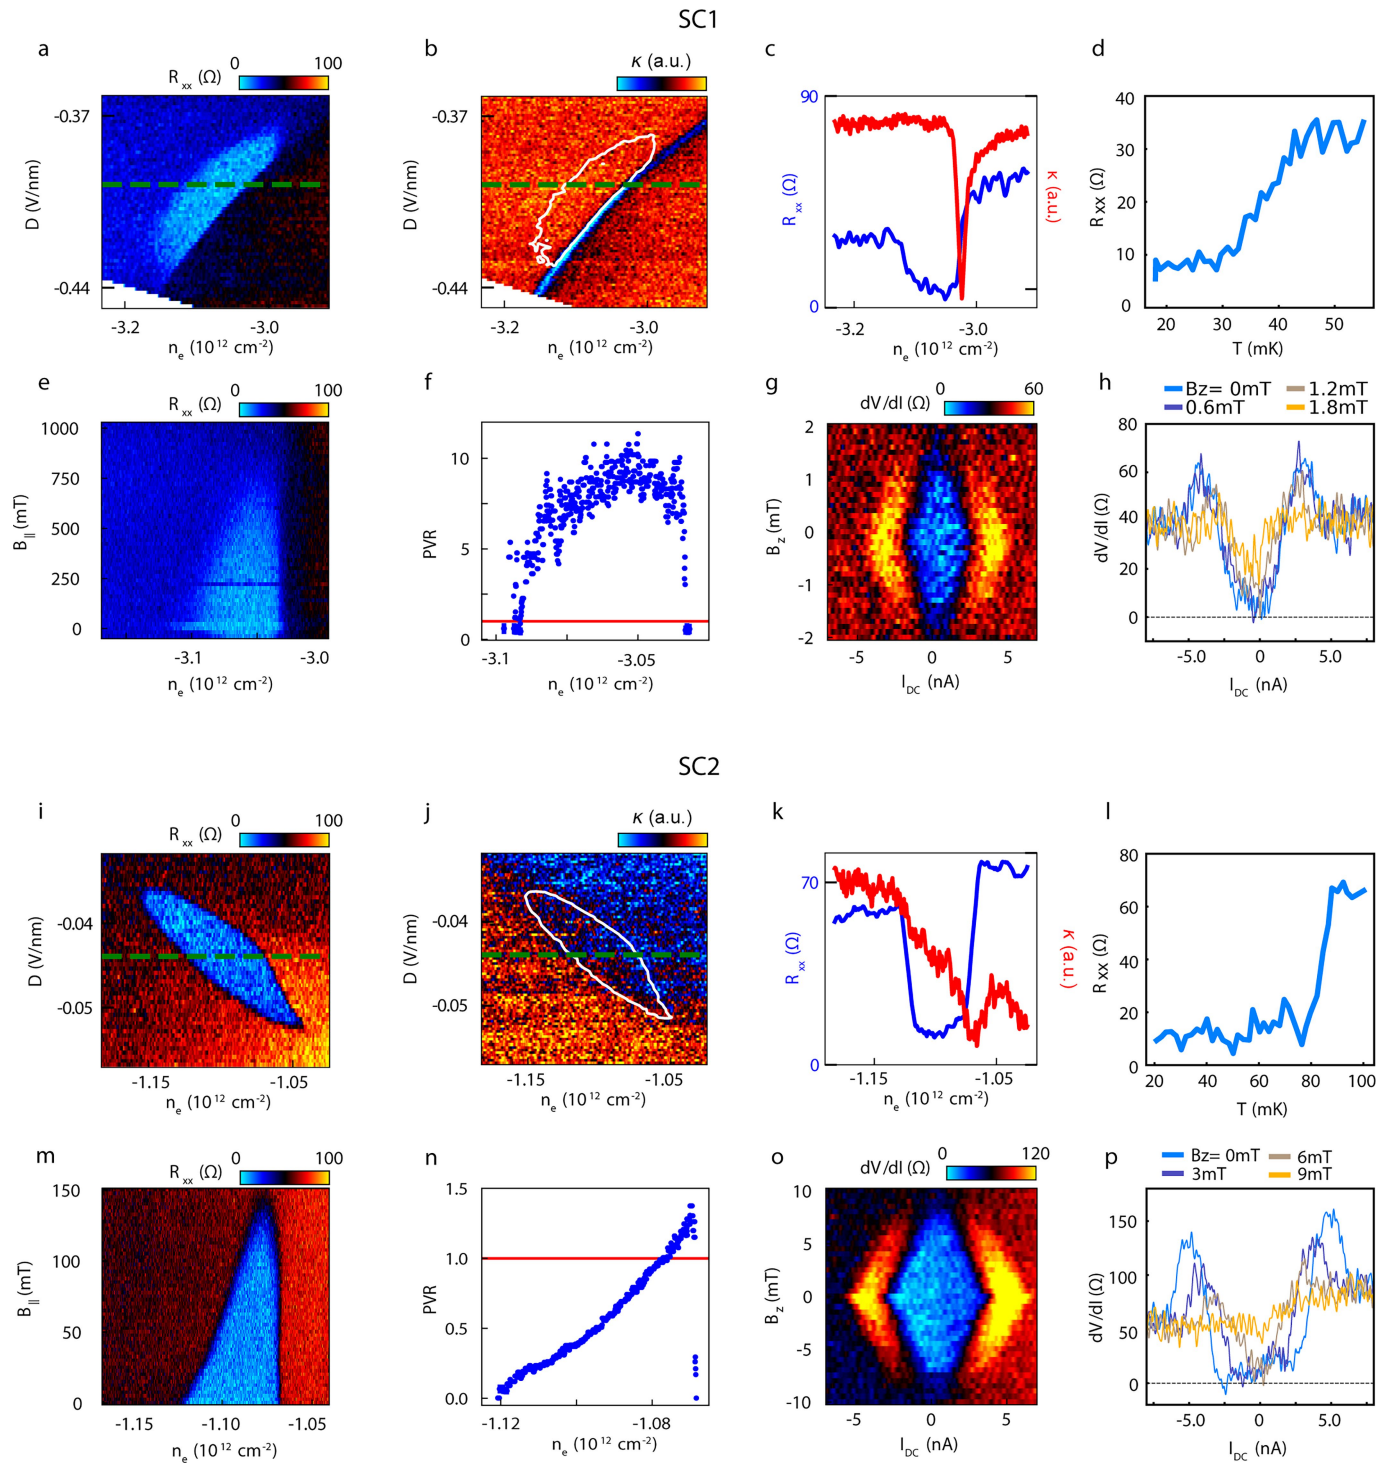 SC1
a
R xx (Ω)
0
100
D (V/nm)
-0.37
-0.44
-3.2
-3.0
n e (10 12 cm-2)
b
κ (a.u.)
D (V/nm)
-0.37
-0.44
-3.2
-3.0
n e (10 12 cm-2)
c
90
0
R xx (Ω)
κ (a.u.)
-3.2
-3.0
n e (10 12 cm-2)
d
R xx (Ω)
40
30
20
10
0
20
30
40
50
T (mK)
e
R xx (Ω)
0
100
B || (mT)
1000
750
500
250
0
-3.1
-3.0
n e (10 12 cm-2)
f
PVR
10
5
0
-3.1
-3.05
n e (10 12 cm-2)
g
dV/dI (Ω)
0
60
B z (mT)
2
1
0
-1
-2
-5
0
5
I DC (nA)
h
Bz= 0mT
1.2mT
0.6mT
1.8mT
dV/dI (Ω)
80
60
40
20
0
-5.0
0
5.0
I DC (nA)
SC2
i
R xx (Ω)
0
100
D (V/nm)
-0.04
-0.05
-1.15
-1.05
n e (10 12 cm-2)
j
κ (a.u.)
D (V/nm)
-0.04
-0.05
-1.15
-1.05
n e (10 12 cm-2)
k
70
0
R xx (Ω)
κ (a.u.)
-1.15
-1.05
n e (10 12 cm-2)
l
R xx (Ω)
80
60
40
20
0
20
40
60
80
100
T (mK)
m
R xx (Ω)
0
100
B || (mT)
150
100
50
0
-1.15
-1.10
-1.05
n e (10 12 cm-2)
n
PVR
1.5
1.0
0.5
0.0
-1.12
-1.08
n e (10 12 cm-2)
o
dV/dI (Ω)
0
120
B z (mT)
10
5
0
-5
-10
-5
0
5
I DC (nA)
p
Bz= 0mT
6mT
3mT
9mT
dV/dI (Ω)
150
100
50
0
-5.0
0
5.0
I DC (nA)